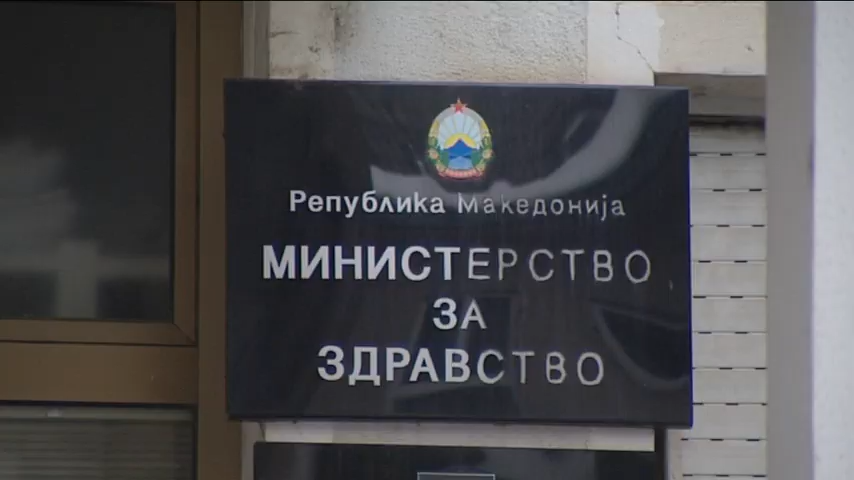 Република Македонија
МИНИСТЕРСТВО
ЗА
ЗДРАВСТВО